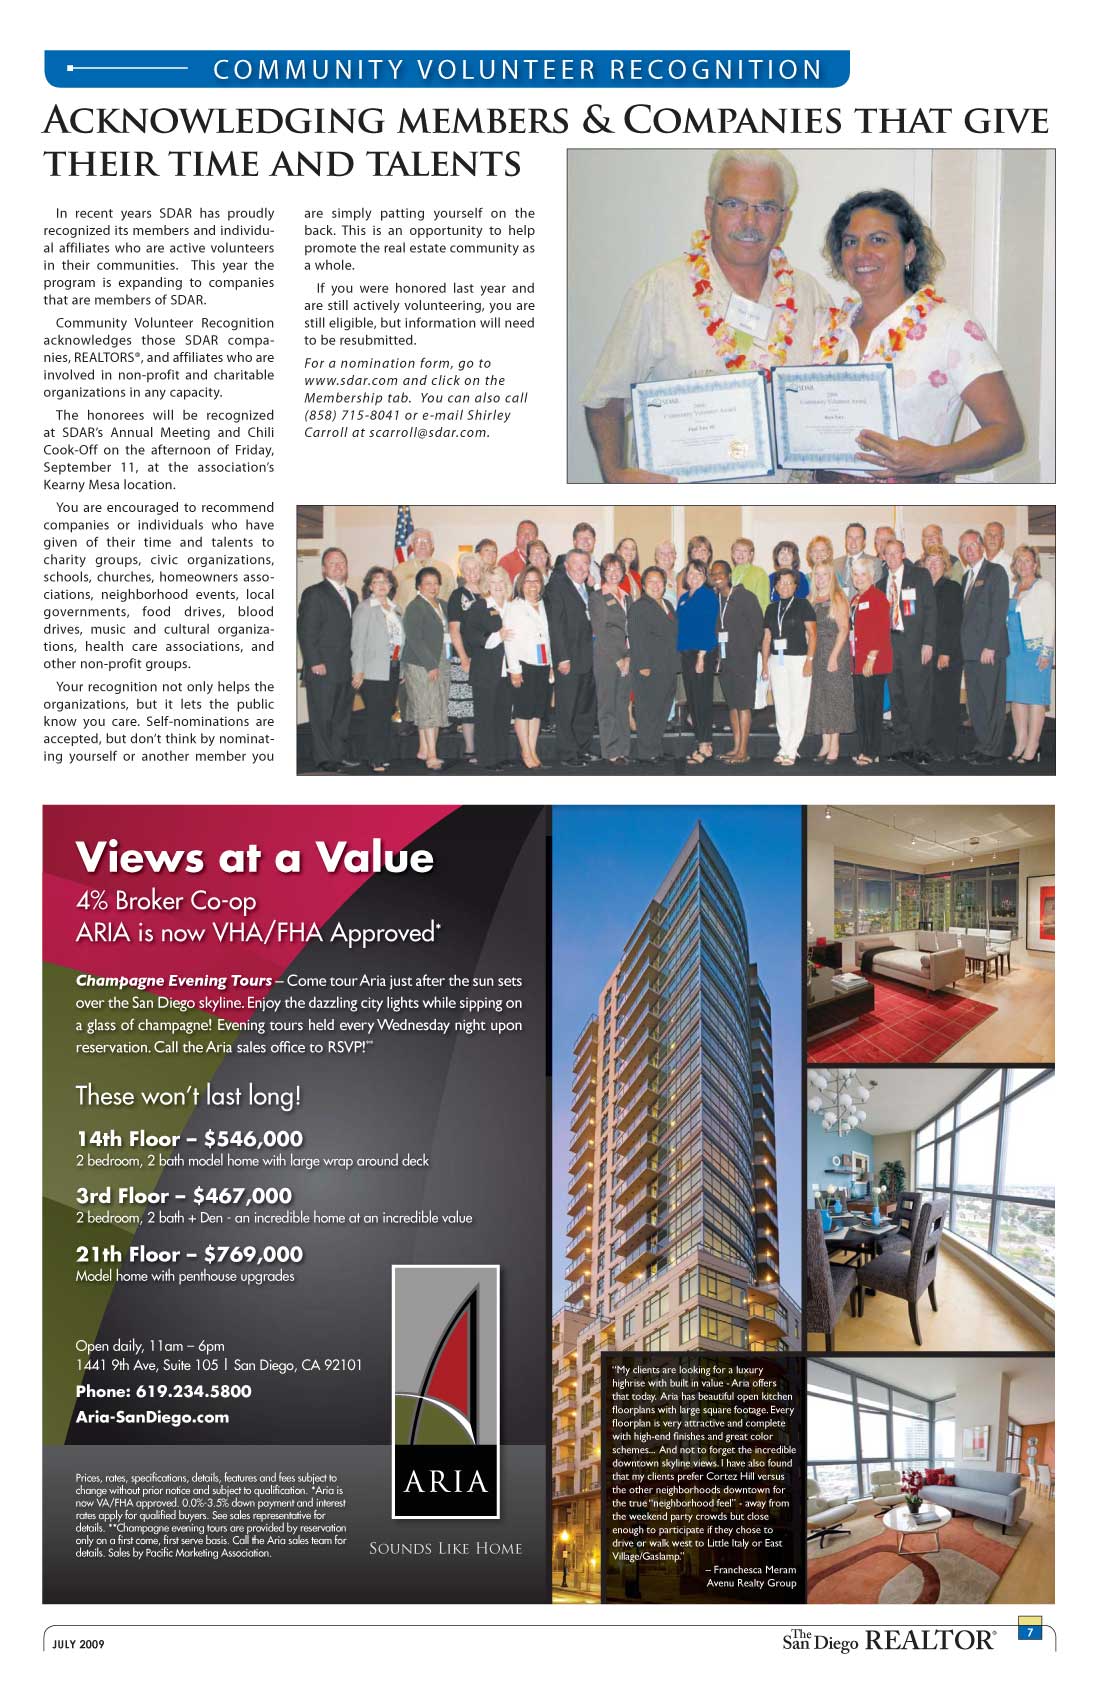 COMMUNITY VOLUNTEER RECOGNITION
Acknowledging members & Companies that give
their time and talents
In recent years SDAR has proudly
recognized its members and individu-
al affiliates who are active volunteers
in their communities. This year the
program is expanding to companies
that are members of SDAR.
Community Volunteer Recognition
acknowledges those SDAR compa-
nies, REALTORS®, and affiliates who are
involved in non-profit and charitable
organizations in any capacity.
The honorees will be recognized
at SDAR's Annual Meeting and Chili
Cook-Off on the afternoon of Friday,
September 11, at the association's
Kearny Mesa location.
You are encouraged to recommend
companies or individuals who have
given of their time and talents to
charity groups, civic organizations,
schools, churches, homeowners asso-
ciations, neighborhood events, local
governments, food drives, blood
drives, music and cultural organiza-
tions, health care associations, and
other non-profit groups.
Your recognition not only helps the
organizations, but it lets the public
know you care. Self-nominations are
accepted, but don't think by nominat-
ing yourself or another member you
are simply patting yourself on the
back. This is an opportunity to help
promote the real estate community as
a whole.
If you were honored last year and
are still actively volunteering, you are
still eligible, but information will need
to be resubmitted.
For a nomination form, go to
www.sdar.com and click on the
Membership tab. You can also call
(858) 715-8041 or e-mail Shirley
Carroll at scarroll@sdar.com.
SDAR
Community Volunteer Award
SDAR
Community Volunteer Award
Views at a Value
4% Broker Co-op
ARIA is now VHA/FHA Approved*
Champagne Evening Tours – Come tour Aria just after the sun sets
over the San Diego skyline. Enjoy the dazzling city lights while sipping on
a glass of champagne! Evening tours held every Wednesday night upon
reservation. Call the Aria sales office to RSVP!**
These won't last long!
14th Floor – $546,000
2 bedroom, 2 bath model home with large wrap around deck
3rd Floor – $467,000
2 bedroom, 2 bath + Den - an incredible home at an incredible value
21th Floor – $769,000
Model home with penthouse upgrades
Open daily, 11am – 6pm
1441 9th Ave, Suite 105 | San Diego, CA 92101
Phone: 619.234.5800
Aria-SanDiego.com
Prices, rates, specifications, details, features and fees subject to
change without prior notice and subject to qualification. *Aria is
now VA/FHA approved. 0.0%-3.5% down payment and interest
rates apply for qualified buyers. See sales representative for
details. **Champagne evening tours are provided by reservation
only on a first come, first serve basis. Call the Aria sales team for
details. Sales by Pacific Marketing Association.
ARIA
Sounds Like Home
"My clients are looking for a luxury
highrise with built in value - Aria offers
that today. Aria has beautiful open kitchen
floorplans with large square footage. Every
floorplan is very attractive and complete
with high-end finishes and great color
schemes... And not to forget the incredible
downtown skyline views. I have also found
that my clients prefer Cortez Hill versus
the other neighborhoods downtown for
the true "neighborhood feel" - away from
the weekend party crowds but close
enough to participate if they chose to
drive or walk west to Little Italy or East
Village/Gaslamp."
– Franchesca Meram
Avenu Realty Group
JULY 2009
The San Diego REALTOR®
7